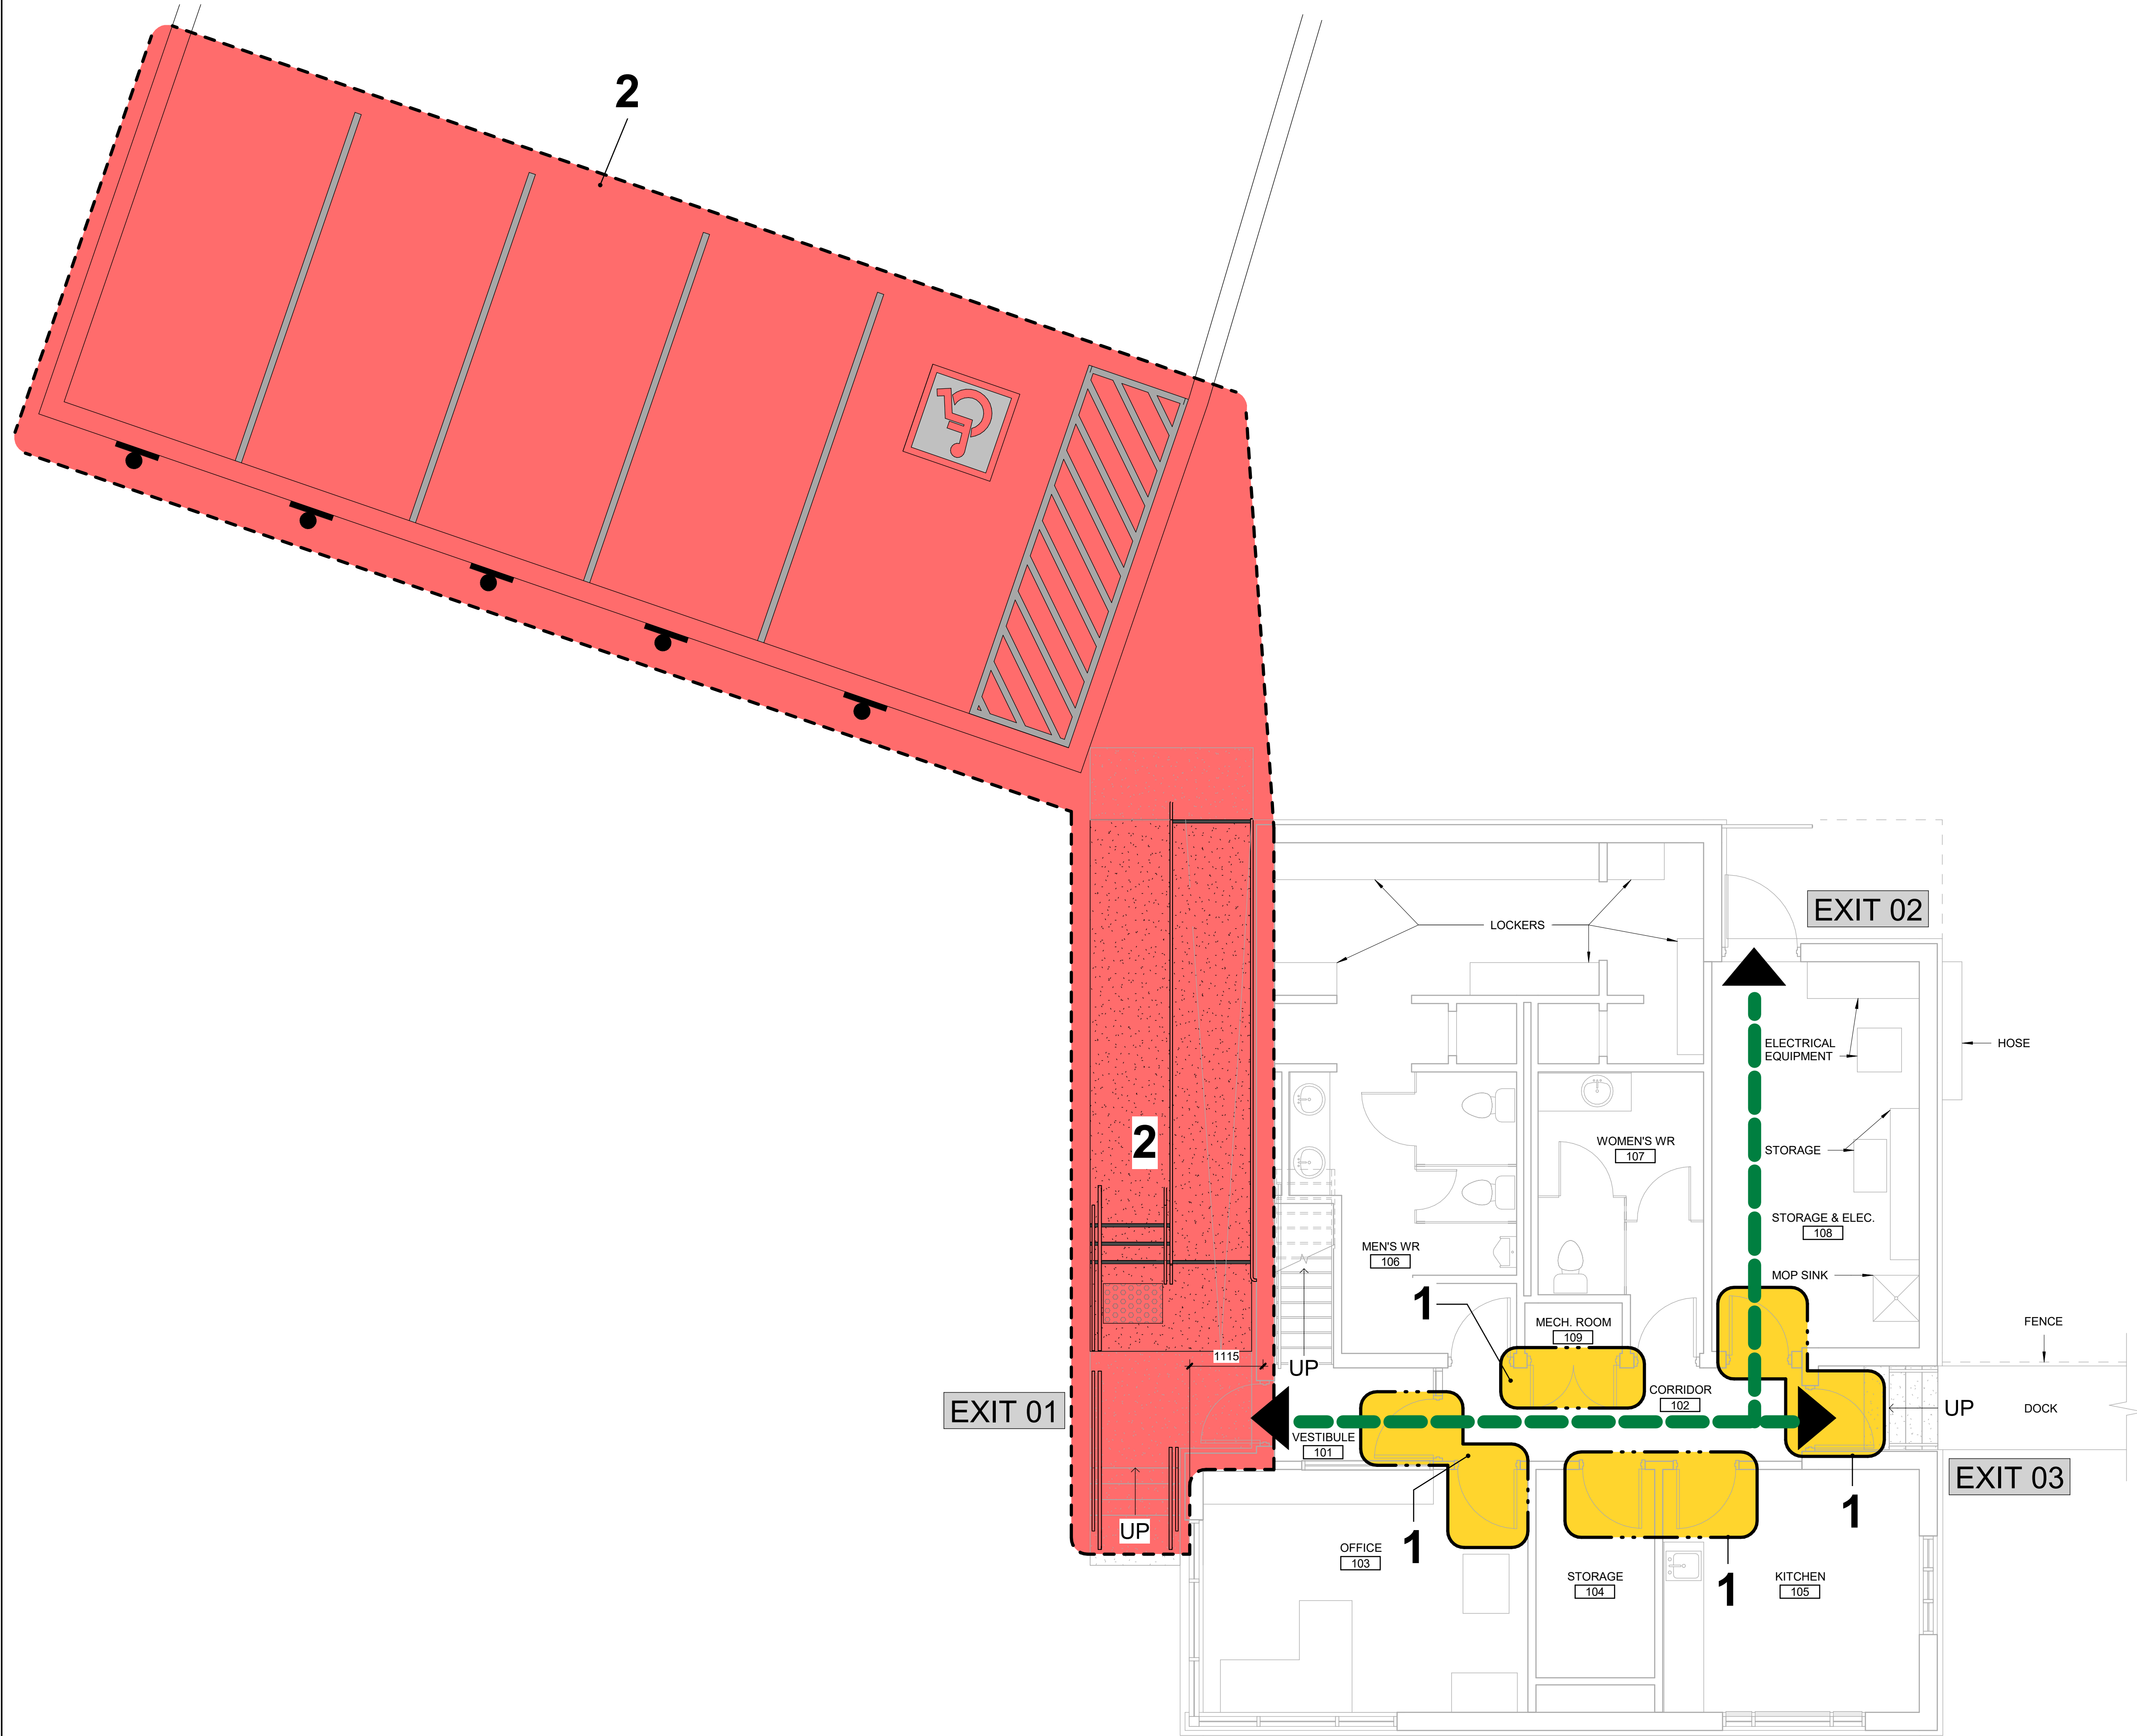 2
EXIT 02
LOCKERS
ELECTRICAL
EQUIPMENT
HOSE
2
WOMEN'S WR
107
STORAGE
STORAGE & ELEC.
108
MEN'S WR
106
MOP SINK
1
MECH. ROOM
109
FENCE
1115
UP
CORRIDOR
102
EXIT 01
UP
DOCK
VESTIBULE
101
EXIT 03
1
UP
1
OFFICE
103
STORAGE
104
1
KITCHEN
105